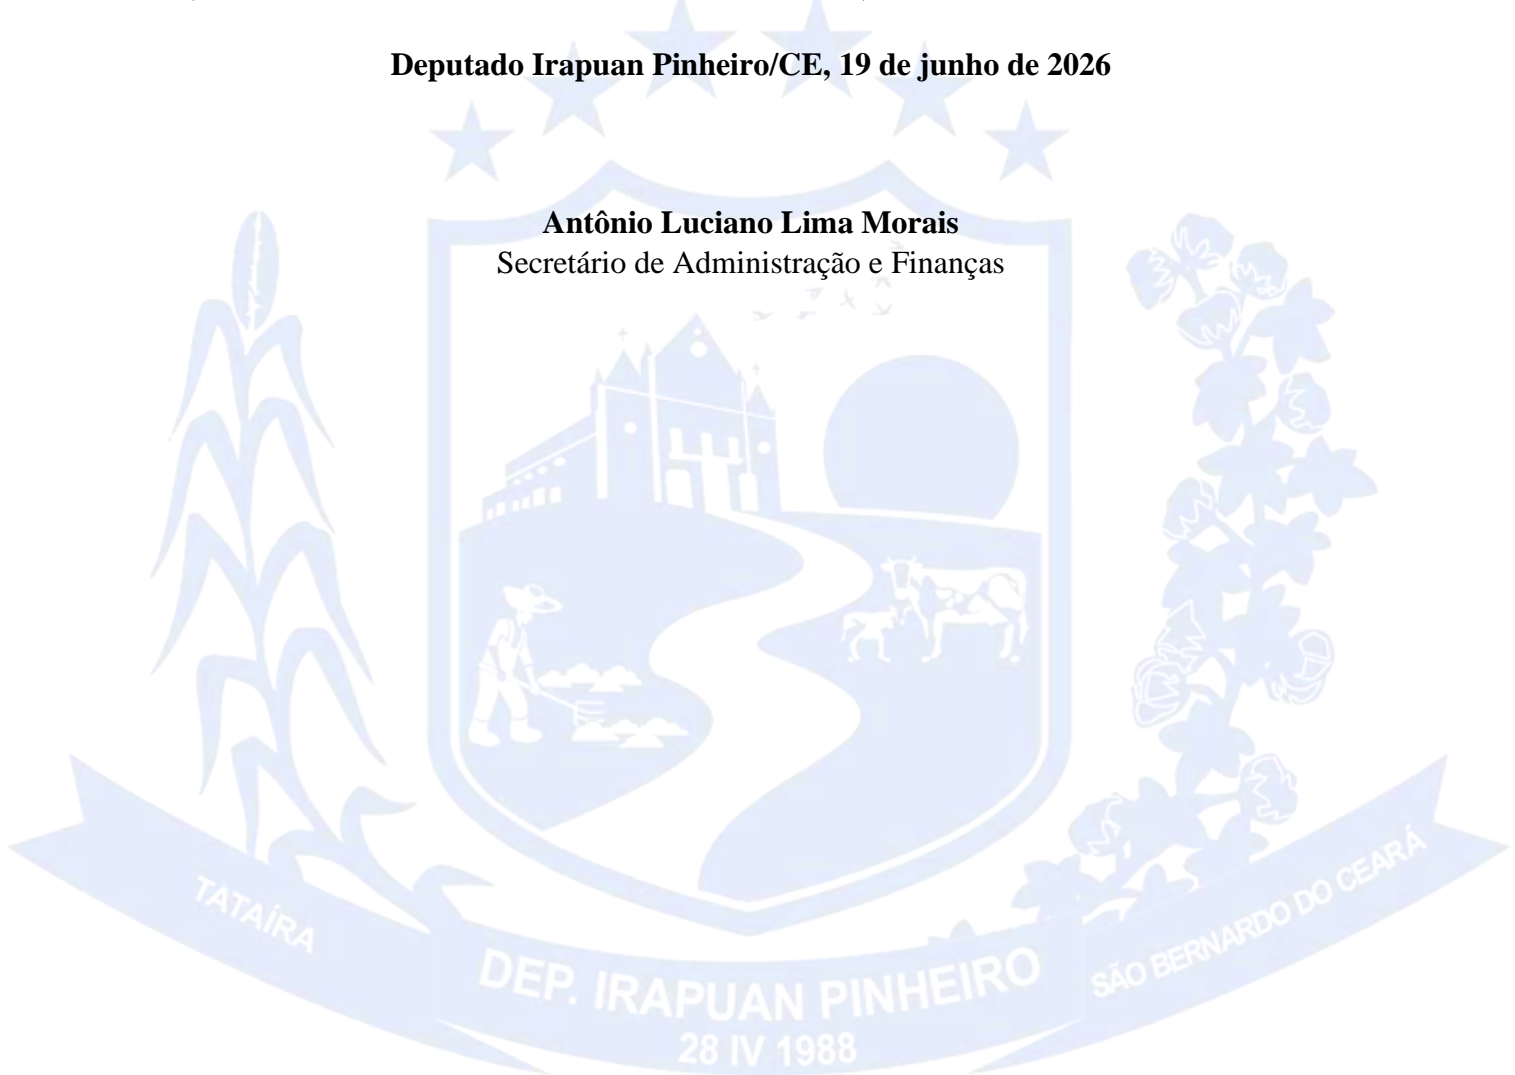 Deputado Irapuan Pinheiro/CE, 19 de junho de 2026
Antônio Luciano Lima Morais
Secretário de Administração e Finanças
TATAÍRA
DEP. IRAPUAN PINHEIRO
SÃO BERNARDO DO CEARÁ
28 IV 1988